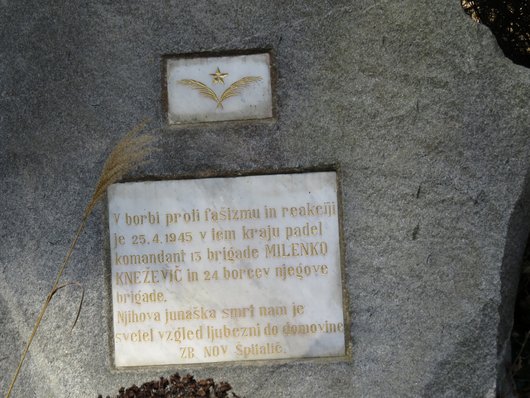 V borbi proti fašizmu in reakciji
je 25.4.1945 v tem kraju padel
komandant 13 brigade MILENKO
KNEŽEVIČ in 24 borcev njegove
brigade.
Njihova junaška smrt nam je
svetel vzgled ljubezni do domovine
ZB NOV Špitalič.